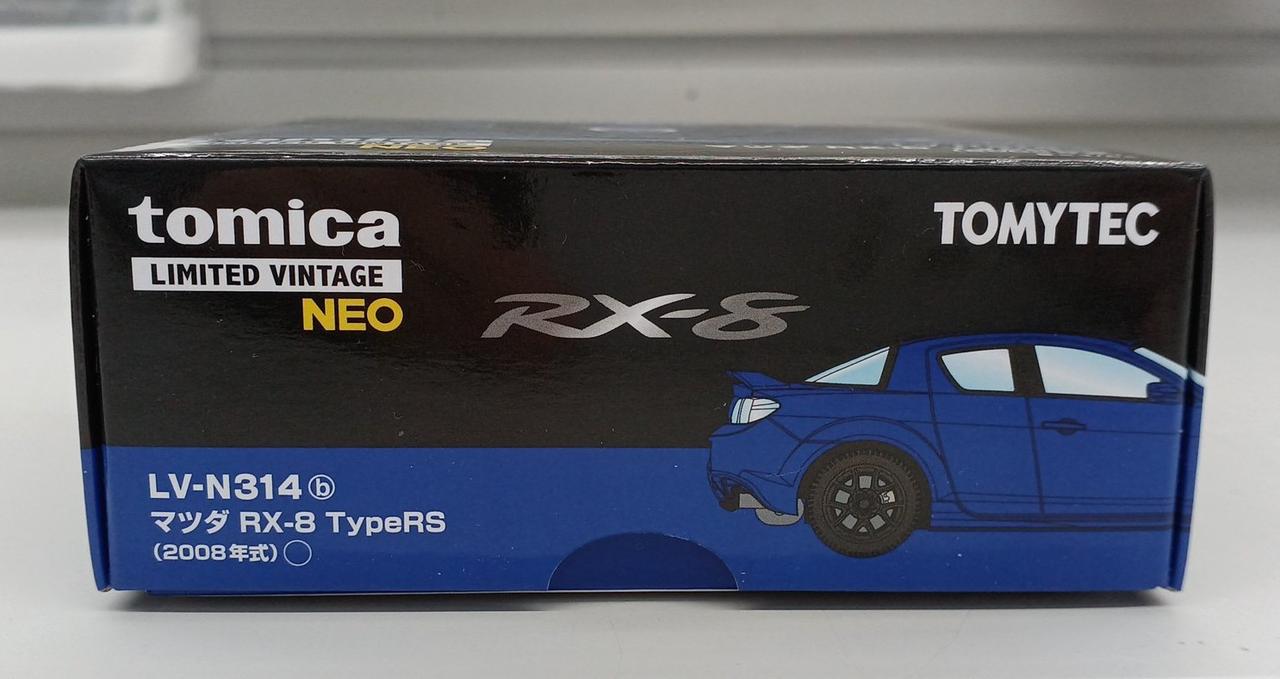 tomica
LIMITED VINTAGE
NEO
TOMYTEC
RX-8
LV-N314 ⓑ
マツダ RX-8 TypeRS
(2008年式)